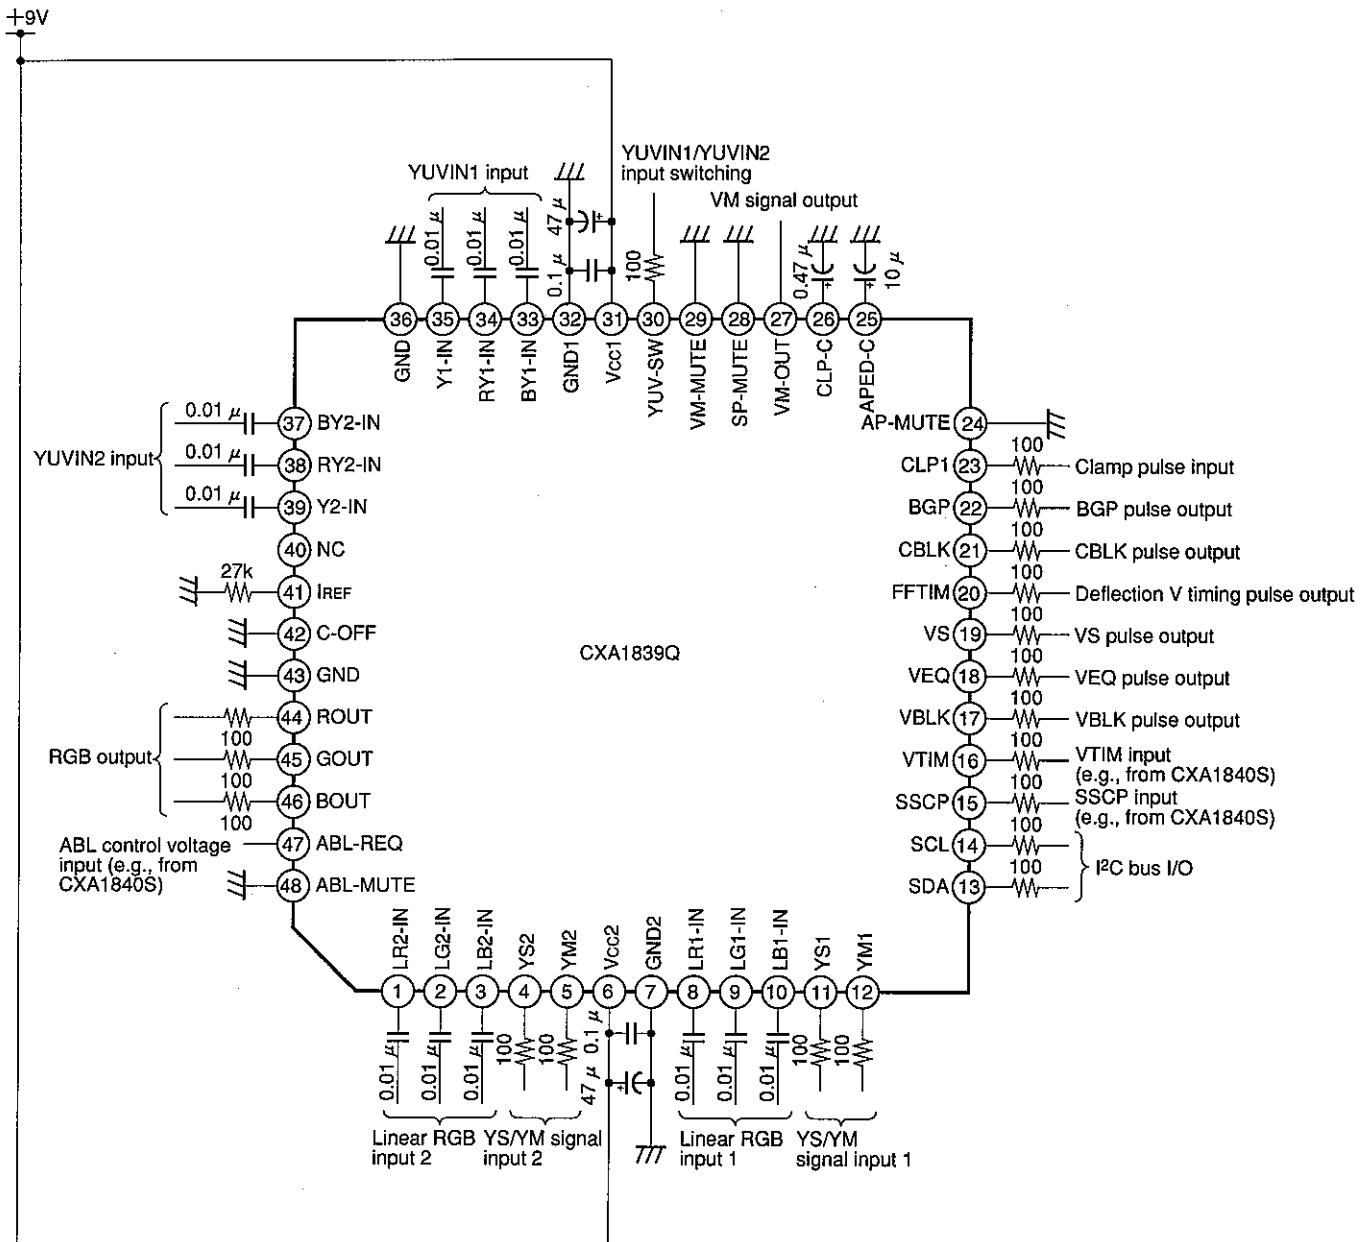 +9V
YUVIN1 input
YUVIN1/YUVIN2
input switching
VM signal output
0.01 μ
0.01 μ
0.01 μ
0.1 μ
47 μ
100
0.47 μ
10 μ
36
35
34
33
32
31
30
29
28
27
26
25
GND
Y1-IN
RY1-IN
BY1-IN
GND1
Vcc1
YUV-SW
VM-MUTE
SP-MUTE
VM-OUT
CLP-C
APED-C
YUVIN2 input
0.01 μ
37 BY2-IN
0.01 μ
38 RY2-IN
0.01 μ
39 Y2-IN
40 NC
27k
41 IREF
42 C-OFF
43 GND
RGB output
44 ROUT
100
45 GOUT
100
46 BOUT
100
ABL control voltage
input (e.g., from
CXA1840S)
47 ABL-REQ
48 ABL-MUTE
CXA1839Q
AP-MUTE 24
100
CLP1 23 Clamp pulse input
100
BGP 22 BGP pulse output
100
CBLK 21 CBLK pulse output
100
FFTIM 20 Deflection V timing pulse output
100
VS 19 VS pulse output
100
VEQ 18 VEQ pulse output
100
VBLK 17 VBLK pulse output
100
VTIM 16 VTIM input
(e.g., from CXA1840S)
100
SSCP 15 SSCP input
(e.g., from CXA1840S)
100
SCL 14
100
SDA 13
I²C bus I/O
LR2-IN
LG2-IN
LB2-IN
YS2
YM2
Vcc2
GND2
LR1-IN
LG1-IN
LB1-IN
YS1
YM1
1
2
3
4
5
6
7
8
9
10
11
12
0.01 μ
0.01 μ
0.01 μ
100
100
0.1 μ
47 μ
0.01 μ
0.01 μ
0.01 μ
100
100
Linear RGB
input 2
YS/YM signal
input 2
Linear RGB
input 1
YS/YM
signal input 1